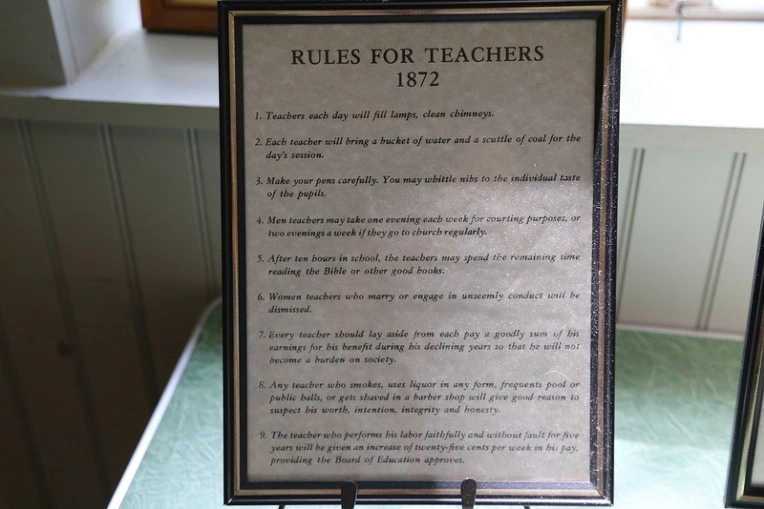 RULES FOR TEACHERS
1872
1. Teachers each day will fill lamps, clean chimneys.
2. Each teacher will bring a bucket of water and a scuttle of coal for the
day's session.
3. Make your pens carefully. You may whittle nibs to the individual taste
of the pupils.
4. Men teachers may take one evening each week for courting purposes, or
two evenings a week if they go to church regularly.
5. After ten hours in school, the teachers may spend the remaining time
reading the Bible or other good books.
6. Women teachers who marry or engage in unseemly conduct will be
dismissed.
7. Every teacher should lay aside from each pay a goodly sum of his
earnings for his benefit during his declining years so that he will not
become a burden on society.
8. Any teacher who smokes, uses liquor in any form, frequents pool or
public halls, or gets shaved in a barber shop will give good reason to
suspect his worth, intention, integrity and honesty.
9. The teacher who performs his labor faithfully and without fault for five
years will be given an increase of twenty-five cents per week in his pay,
providing the Board of Education approves.